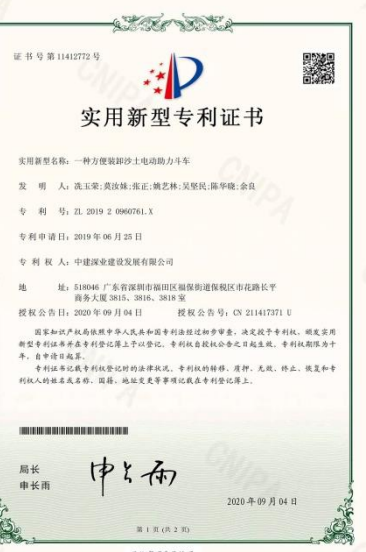 证书号第11412772号
实用新型专利证书
实用新型名称：一种方便装卸沙土电动助力斗车
发 明 人：冼玉荣;莫汝妹;张正;姚艺林;吴坚民;陈华晓;余良
专 利 号：ZL 2019 2 0960761.X
专利申请日：2019年06月25日
专 利 权 人：中建深业建设发展有限公司
地 址：518046 广东省深圳市福田区福保街道保税区市花路长平
商务大厦3815、3816、3818室
授权公告日：2020年09月04日 授权公告号：CN 211417371 U
国家知识产权局依照中华人民共和国专利法经过初步审查，决定授予专利权，颁发实用
新型专利证书并在专利登记簿上予以登记。专利权自授权公告之日起生效。专利权期限为十
年，自申请日起算。
专利证书记载专利权登记时的法律状况。专利权的转移、质押、无效、终止、恢复和专
利权人的姓名或名称、国籍、地址变更等事项记载在专利登记簿上。
局长
申长雨
申长雨
2020年09月04日
第 1 页 (共 2 页)
CNIPA